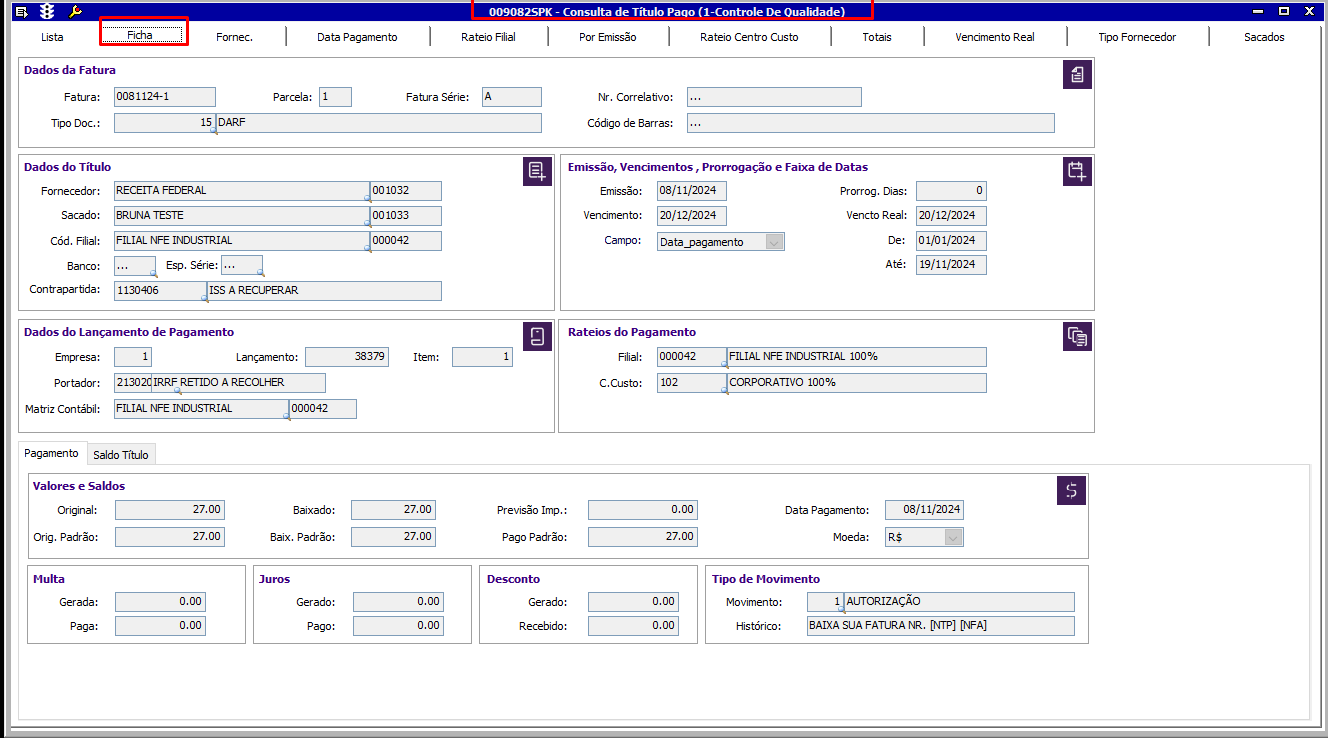 009082SPK - Consulta de Título Pago (1-Controle De Qualidade)
Lista Ficha Fornec. Data Pagamento Rateio Filial Por Emissão Rateio Centro Custo Totais Vencimento Real Tipo Fornecedor Sacados
Dados da Fatura
Fatura: 0081124-1 Parcela: 1 Fatura Série: A Nr. Correlativo: ...
Tipo Doc.: 15 DARF Código de Barras: ...
Dados do Título
Fornecedor: RECEITA FEDERAL 001032
Sacado: BRUNA TESTE 001033
Cód. Filial: FILIAL NFE INDUSTRIAL 000042
Banco: ... Esp. Série: ...
Contrapartida: 1130406 ISS A RECUPERAR
Emissão, Vencimentos , Prorrogação e Faixa de Datas
Emissão: 08/11/2024 Prorrog. Dias: 0
Vencimento: 20/12/2024 Vencto Real: 20/12/2024
Campo: Data_pagamento De: 01/01/2024
Até: 19/11/2024
Dados do Lançamento de Pagamento
Empresa: 1 Lançamento: 38379 Item: 1
Portador: 213020 IRRF RETIDO A RECOLHER
Matriz Contábil: FILIAL NFE INDUSTRIAL 000042
Rateios do Pagamento
Filial: 000042 FILIAL NFE INDUSTRIAL 100%
C.Custo: 102 CORPORATIVO 100%
Pagamento Saldo Título
Valores e Saldos
Original: 27.00 Baixado: 27.00 Previsão Imp.: 0.00 Data Pagamento: 08/11/2024
Orig. Padrão: 27.00 Baix. Padrão: 27.00 Pago Padrão: 27.00 Moeda: R$
Multa
Gerada: 0.00
Paga: 0.00
Juros
Gerado: 0.00
Pago: 0.00
Desconto
Gerado: 0.00
Recebido: 0.00
Tipo de Movimento
Movimento: 1 AUTORIZAÇÃO
Histórico: BAIXA SUA FATURA NR. [NTP] [NFA]